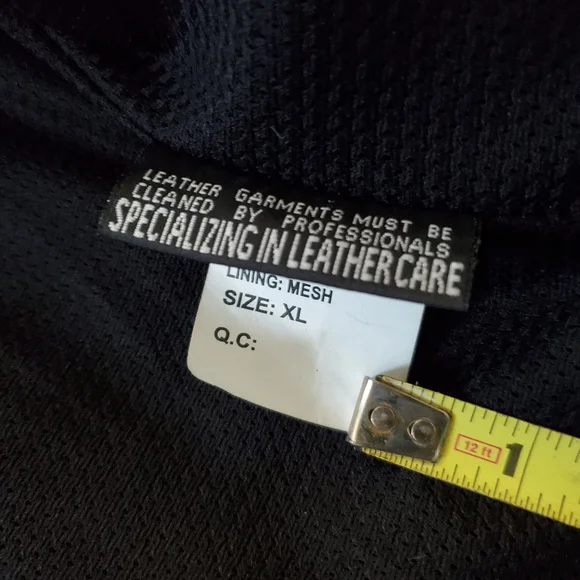 LEATHER GARMENTS MUST BE
CLEANED BY PROFESSIONALS
SPECIALIZING IN LEATHER CARE
LINING: MESH
SIZE: XL
Q.C:
12 ft
1